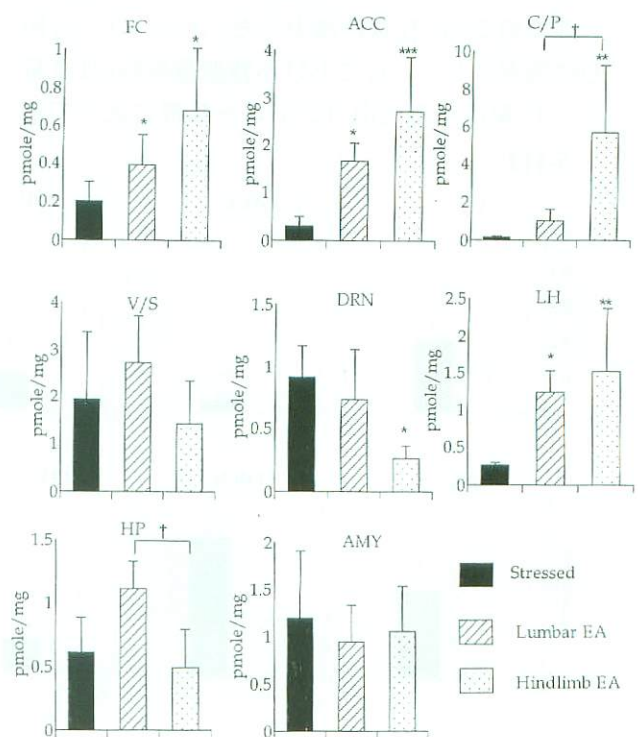 FC
pmole/mg
1
0.8
0.6
0.4
0.2
0
*
*
ACC
pmole/mg
4
3
2
1
0
*
***
C/P
†
pmole/mg
10
8
6
4
2
0
**
V/S
pmole/mg
4
3
2
1
0
DRN
pmole/mg
1.5
1
0.5
0
*
LH
pmole/mg
2.5
2
1.5
1
0.5
0
*
**
HP
†
pmole/mg
1.5
1
0.5
0
AMY
pmole/mg
2
1.5
1
0.5
0
Stressed
Lumbar EA
Hindlimb EA